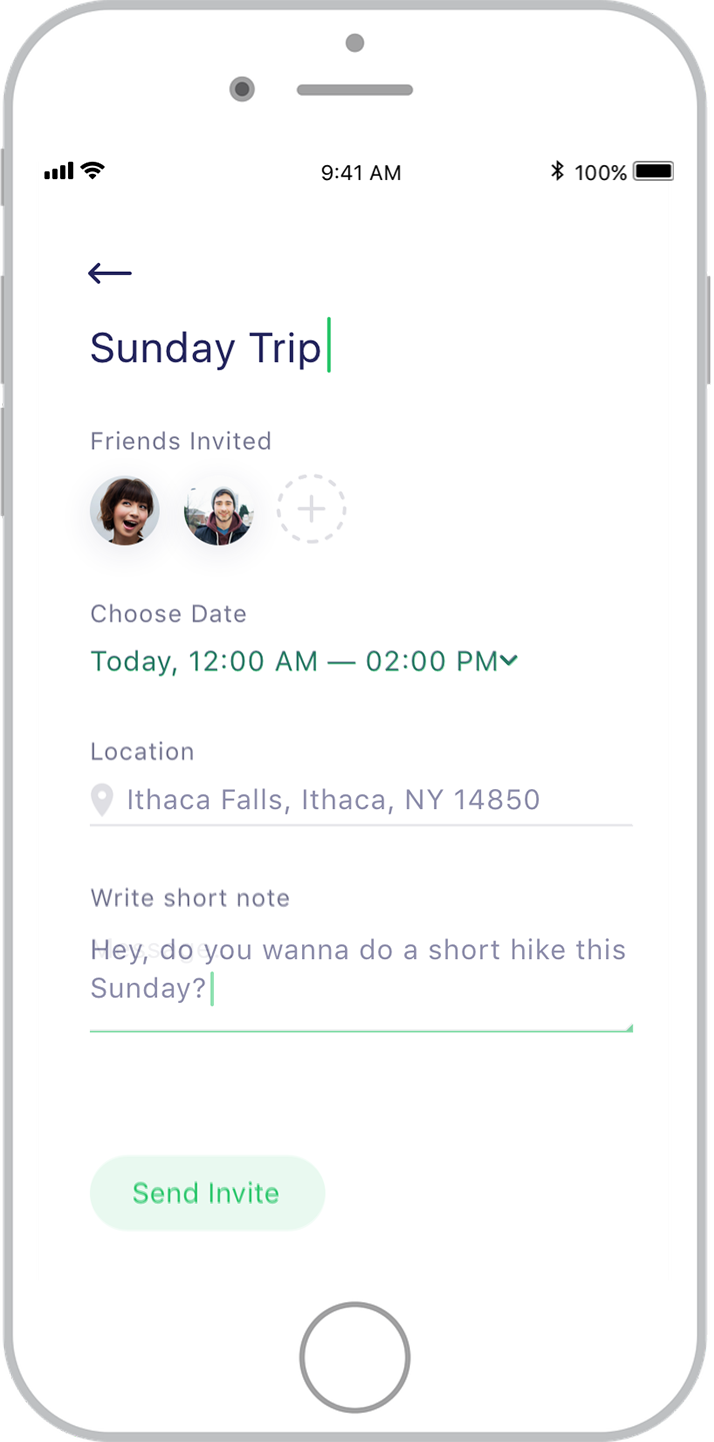 9:41 AM
100%
Sunday Trip
Friends Invited
Choose Date
Today, 12:00 AM — 02:00 PM
Location
Ithaca Falls, Ithaca, NY 14850
Write short note
Hey, do you wanna do a short hike this
Sunday?
Send Invite